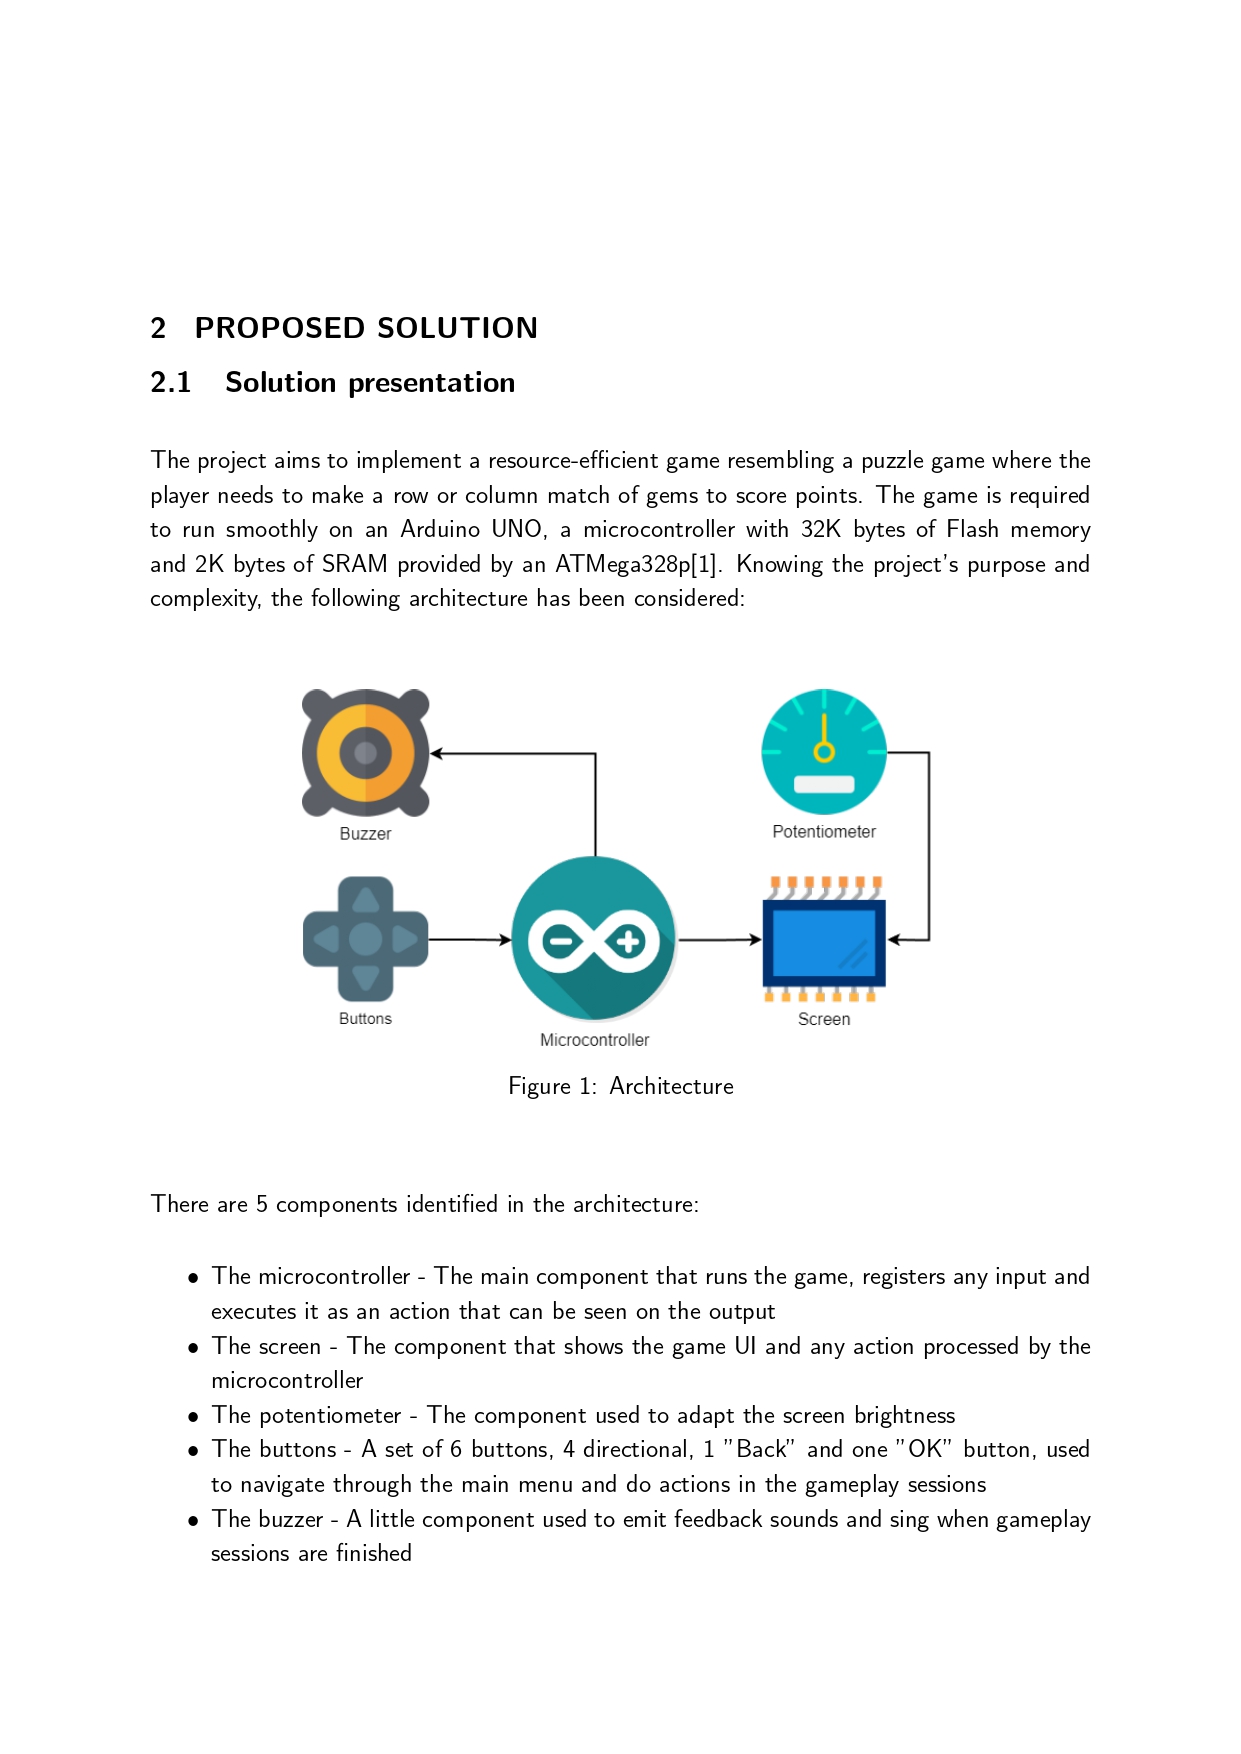 2 PROPOSED SOLUTION
2.1 Solution presentation
The project aims to implement a resource-efficient game resembling a puzzle game where the
player needs to make a row or column match of gems to score points. The game is required
to run smoothly on an Arduino UNO, a microcontroller with 32K bytes of Flash memory
and 2K bytes of SRAM provided by an ATMega328p[1]. Knowing the project's purpose and
complexity, the following architecture has been considered:
Buzzer
Potentiometer
Buttons
Microcontroller
Screen
Figure 1: Architecture
There are 5 components identified in the architecture:
• The microcontroller - The main component that runs the game, registers any input and
executes it as an action that can be seen on the output
• The screen - The component that shows the game UI and any action processed by the
microcontroller
• The potentiometer - The component used to adapt the screen brightness
• The buttons - A set of 6 buttons, 4 directional, 1 "Back" and one "OK" button, used
to navigate through the main menu and do actions in the gameplay sessions
• The buzzer - A little component used to emit feedback sounds and sing when gameplay
sessions are finished